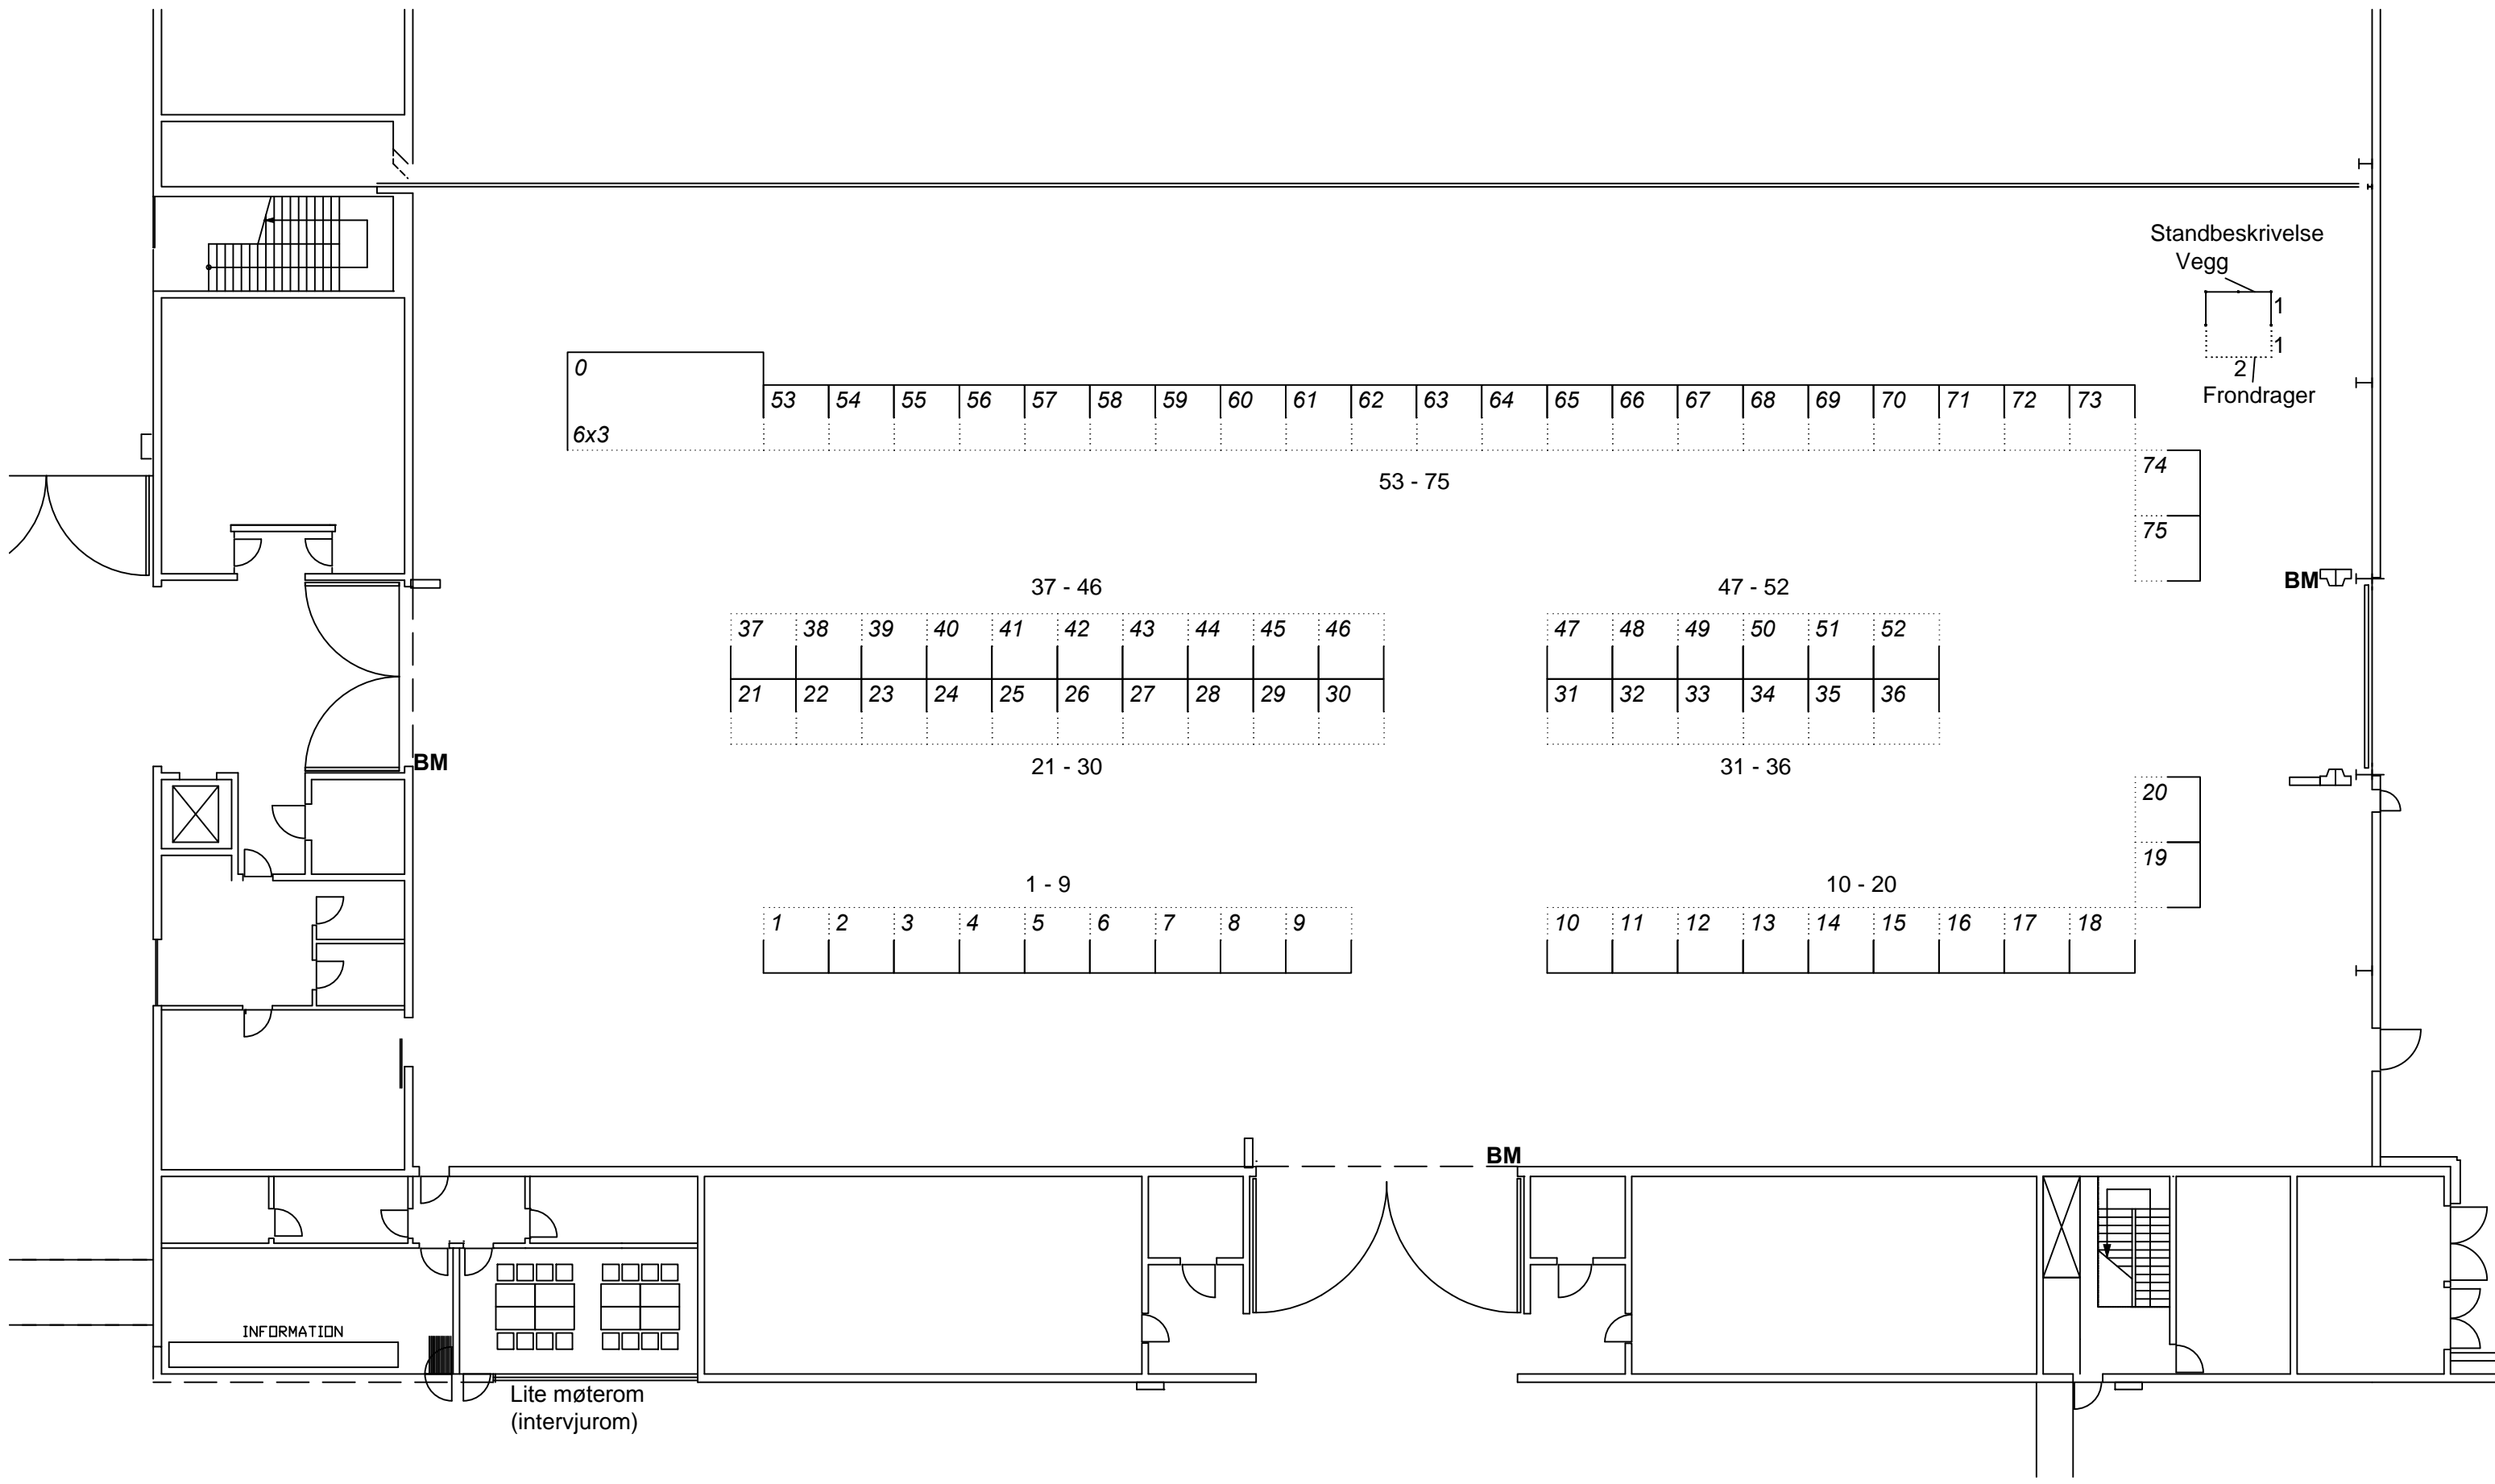 Standbeskrivelse
Vegg
1
1
2
Frondrager
0
6x3
53 54 55 56 57 58 59 60 61 62 63 64 65 66 67 68 69 70 71 72 73
74
53 - 75
75
37 - 46 47 - 52
BM
37 38 39 40 41 42 43 44 45 46 47 48 49 50 51 52
21 22 23 24 25 26 27 28 29 30 31 32 33 34 35 36
BM
21 - 30 31 - 36
20
19
1 - 9 10 - 20
1 2 3 4 5 6 7 8 9 10 11 12 13 14 15 16 17 18
BM
INFORMATION
Lite møterom
(intervjurom)